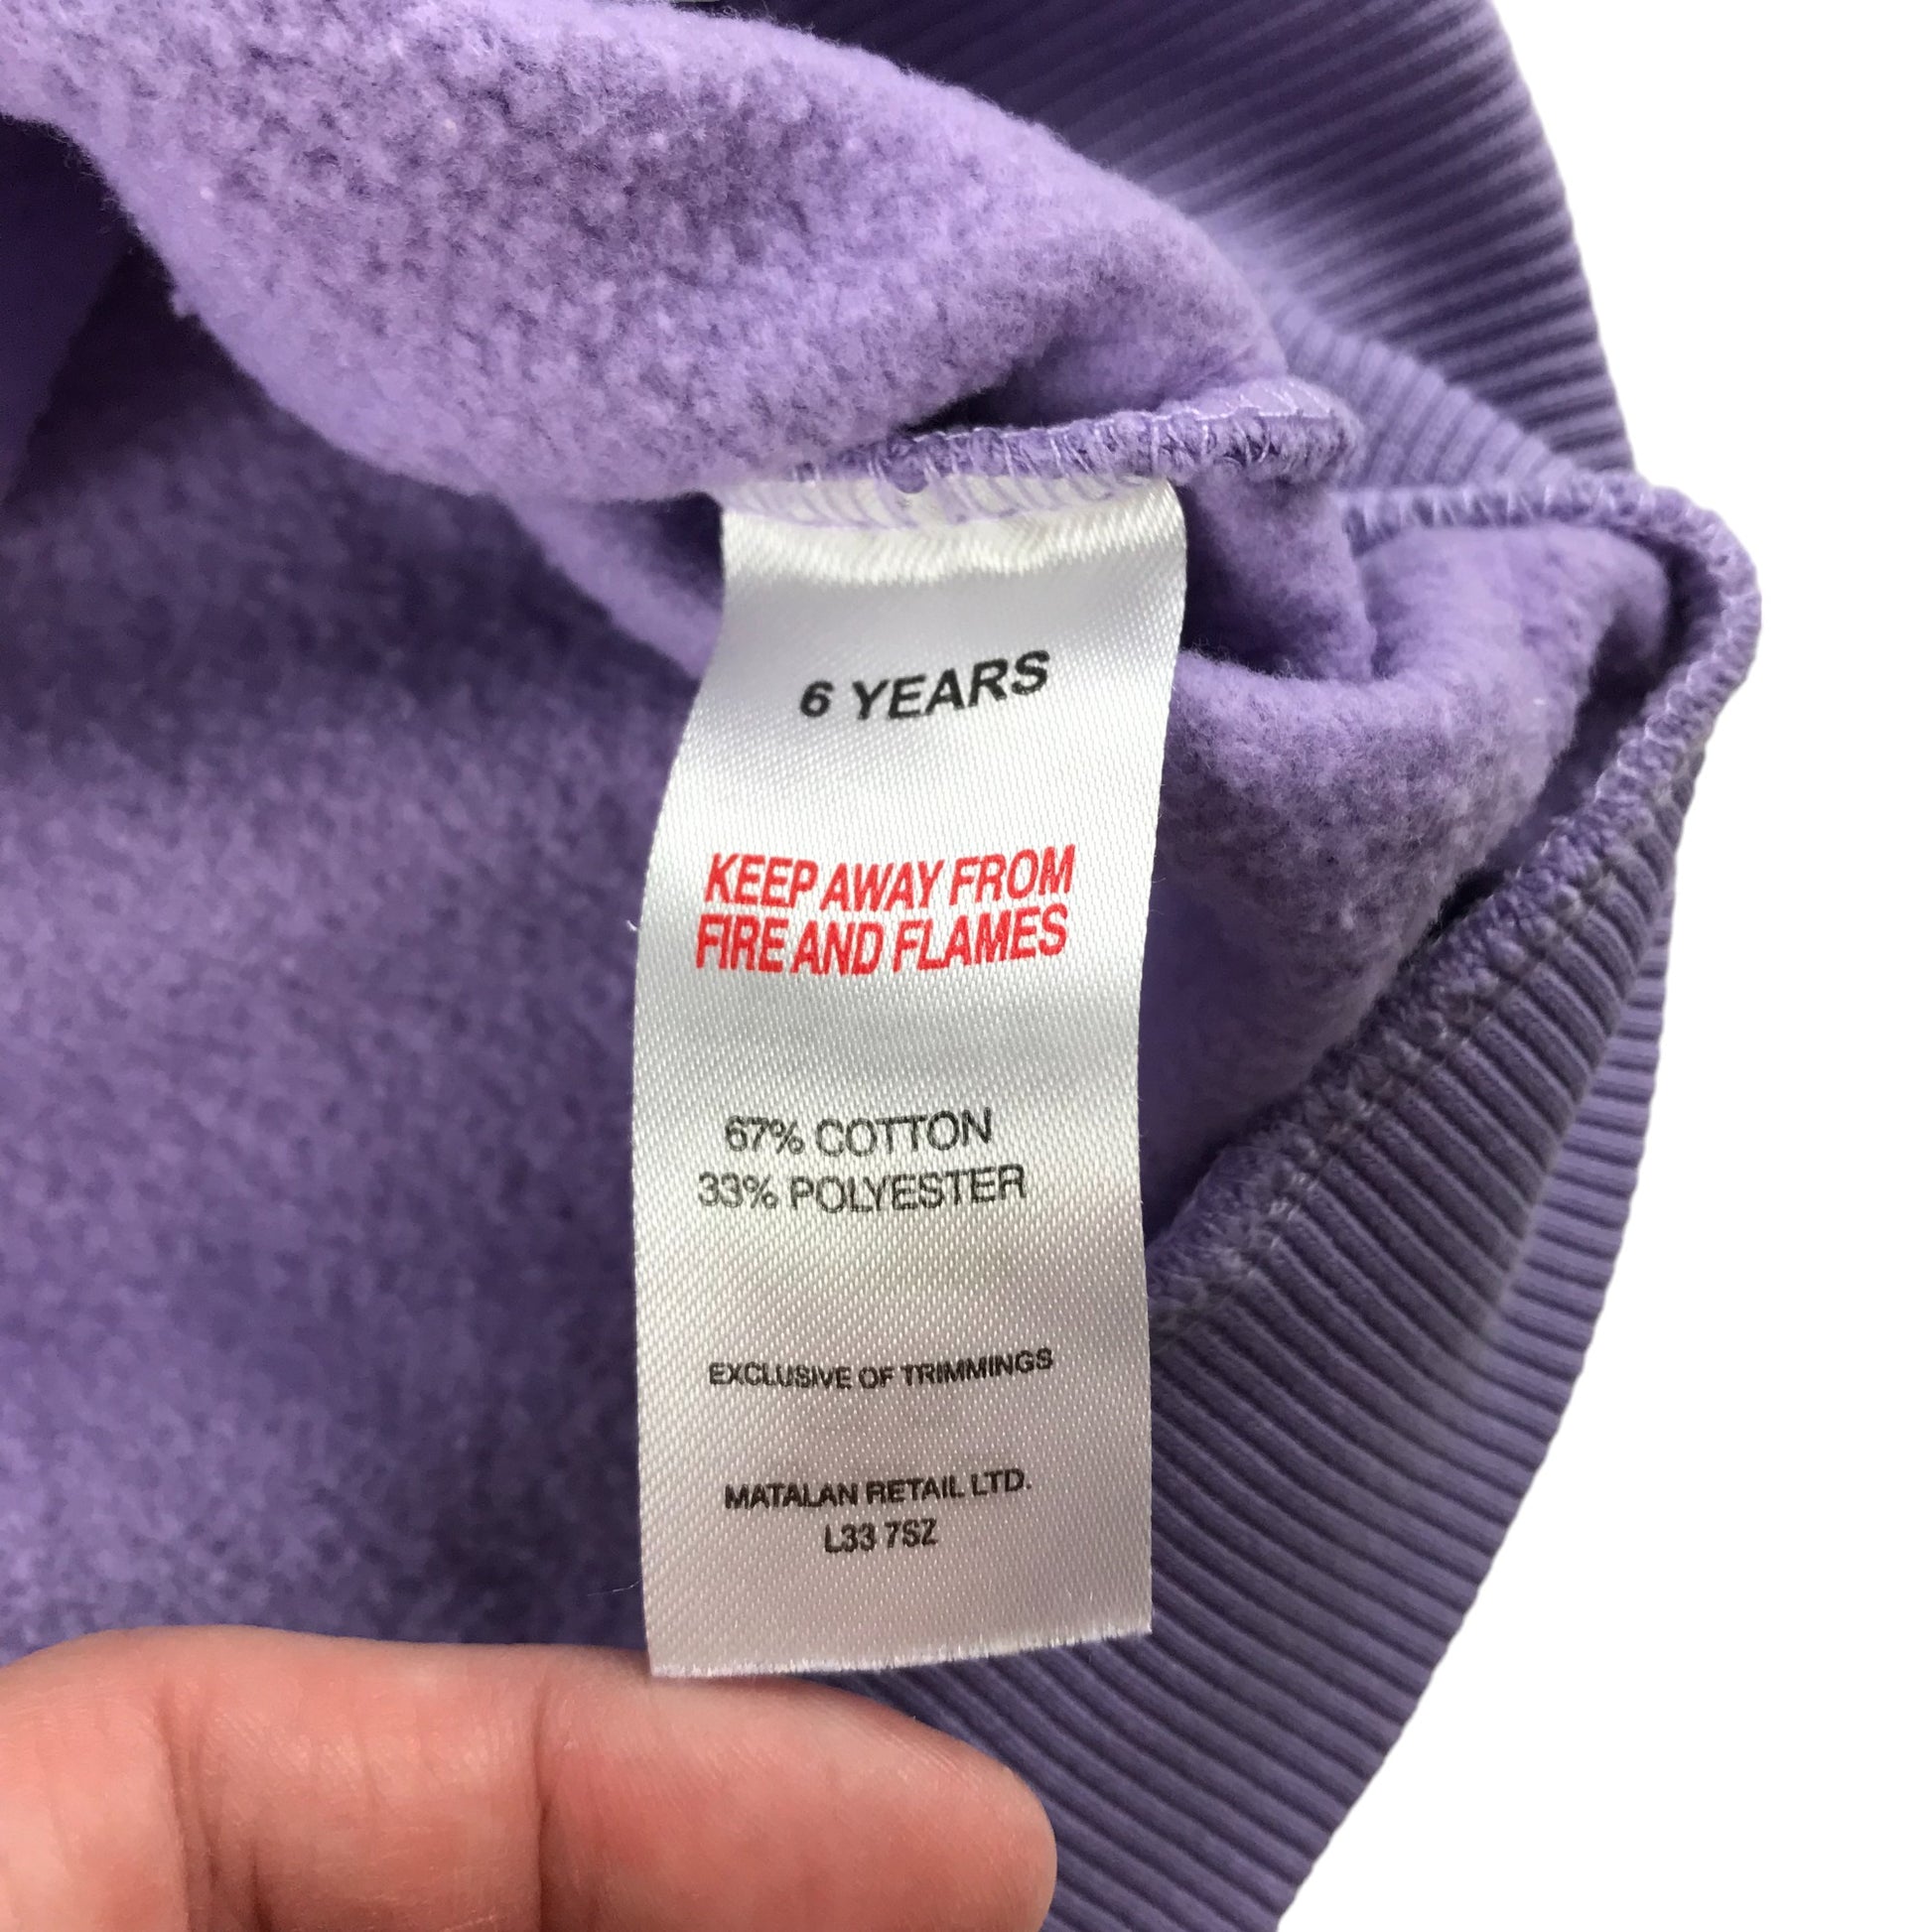 6 YEARS
KEEP AWAY FROM
FIRE AND FLAMES
67% COTTON
33% POLYESTER
EXCLUSIVE OF TRIMMINGS
MATALAN RETAIL LTD.
L33 7SZ